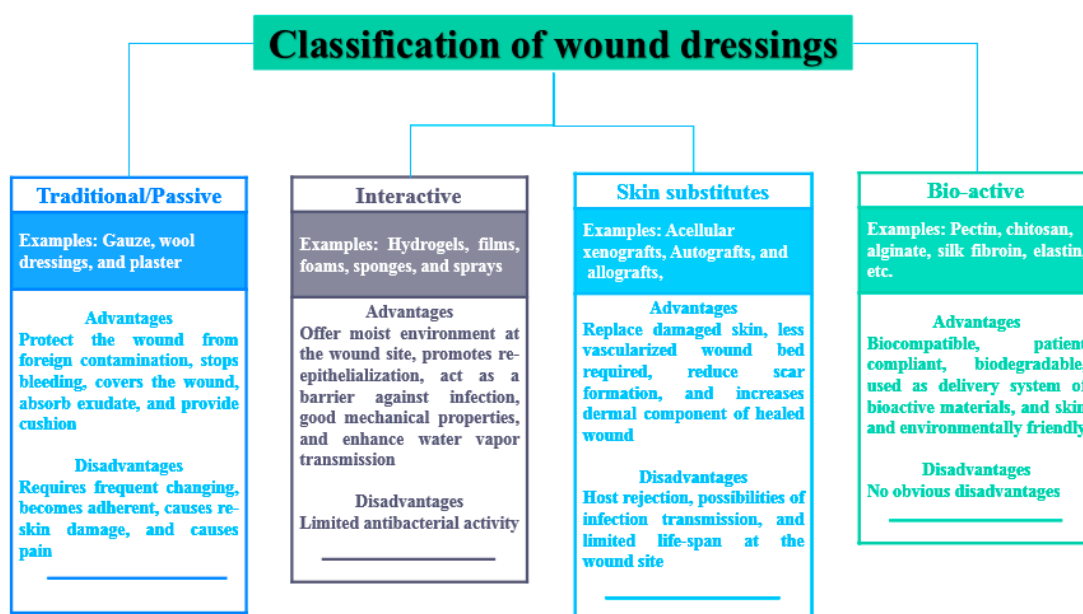 Classification of wound dressings
Traditional/Passive
Examples: Gauze, wool
dressings, and plaster
Advantages
Protect the wound from
foreign contamination, stops
bleeding, covers the wound,
absorb exudate, and provide
cushion
Disadvantages
Requires frequent changing,
becomes adherent, causes re-
skin damage, and causes
pain
Interactive
Examples: Hydrogels, films,
foams, sponges, and sprays
Advantages
Offer moist environment at
the wound site, promotes re-
epithelialization, act as a
barrier against infection,
good mechanical properties,
and enhance water vapor
transmission
Disadvantages
Limited antibacterial activity
Skin substitutes
Examples: Acellular
xenografts, Autografts, and
allografts,
Advantages
Replace damaged skin, less
vascularized wound bed
required, reduce scar
formation, and increases
dermal component of healed
wound
Disadvantages
Host rejection, possibilities of
infection transmission, and
limited life-span at the
wound site
Bio-active
Examples: Pectin, chitosan,
alginate, silk fibroin, elastin,
etc.
Advantages
Biocompatible, patient
compliant, biodegradable,
used as delivery system of
bioactive materials, and skin
and environmentally friendly
Disadvantages
No obvious disadvantages